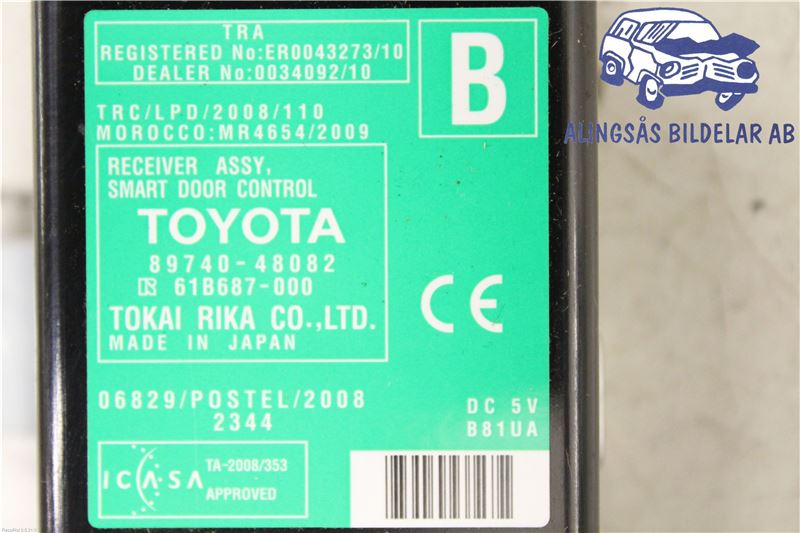 TRA
REGISTERED No:ER0043273/10
DEALER No:0034092/10
B
TRC/LPD/2008/110
MOROCCO:MR4654/2009
RECEIVER ASSY,
SMART DOOR CONTROL
TOYOTA
89740-48082
61B687-000
TOKAI RIKA CO.,LTD.
MADE IN JAPAN
CE
06829/POSTEL/2008
2344
DC 5V
B81UA
ICASA
TA-2008/353
APPROVED
ALINGSÅS BILDELAR AB